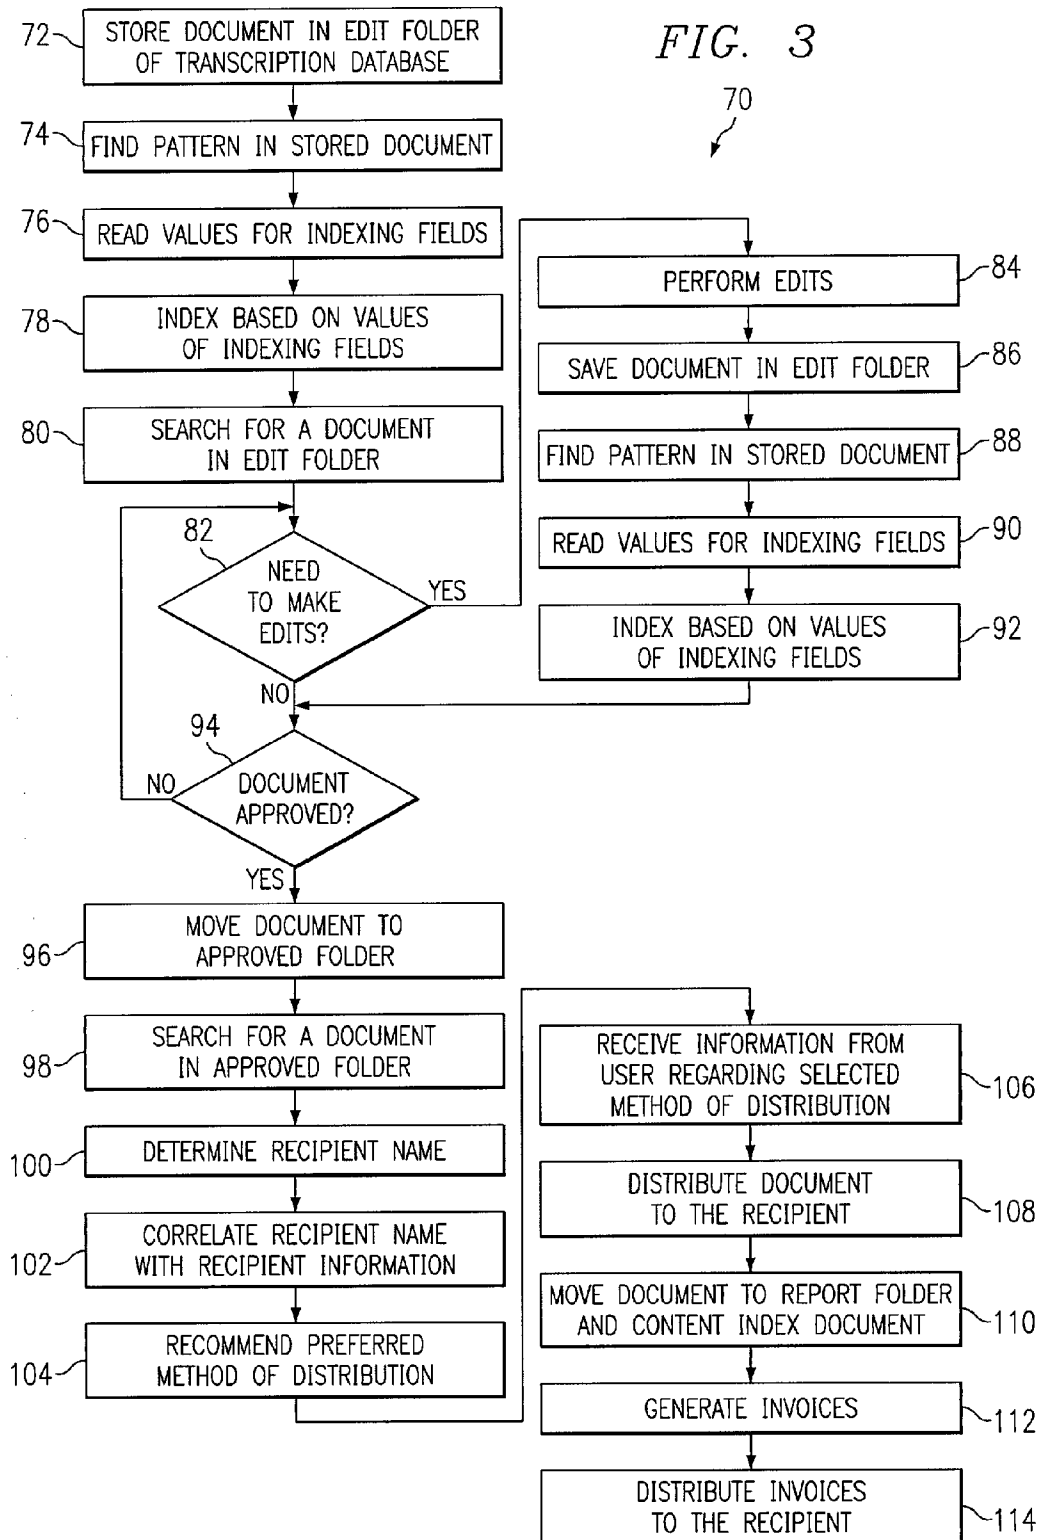 FIG. 3
70
72
STORE DOCUMENT IN EDIT FOLDER
OF TRANSCRIPTION DATABASE
74
FIND PATTERN IN STORED DOCUMENT
76
READ VALUES FOR INDEXING FIELDS
78
INDEX BASED ON VALUES
OF INDEXING FIELDS
80
SEARCH FOR A DOCUMENT
IN EDIT FOLDER
82
NEED
TO MAKE
EDITS?
YES
NO
PERFORM EDITS
84
SAVE DOCUMENT IN EDIT FOLDER
86
FIND PATTERN IN STORED DOCUMENT
88
READ VALUES FOR INDEXING FIELDS
90
INDEX BASED ON VALUES
OF INDEXING FIELDS
92
94
DOCUMENT
APPROVED?
NO
YES
MOVE DOCUMENT TO
APPROVED FOLDER
96
SEARCH FOR A DOCUMENT
IN APPROVED FOLDER
98
DETERMINE RECIPIENT NAME
100
CORRELATE RECIPIENT NAME
WITH RECIPIENT INFORMATION
102
RECOMMEND PREFERRED
METHOD OF DISTRIBUTION
104
RECEIVE INFORMATION FROM
USER REGARDING SELECTED
METHOD OF DISTRIBUTION
106
DISTRIBUTE DOCUMENT
TO THE RECIPIENT
108
MOVE DOCUMENT TO REPORT FOLDER
AND CONTENT INDEX DOCUMENT
110
GENERATE INVOICES
112
DISTRIBUTE INVOICES
TO THE RECIPIENT
114